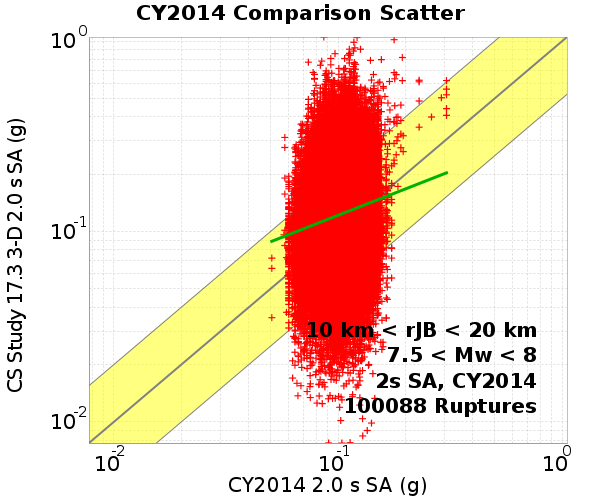 CY2014 Comparison Scatter
10⁰
10⁻¹
10⁻²
CS Study 17.3 3-D 2.0 s SA (g)
10 km < rJB < 20 km
7.5 < Mw < 8
2s SA, CY2014
100088 Ruptures
10⁻² 10⁻¹ 10⁰
CY2014 2.0 s SA (g)